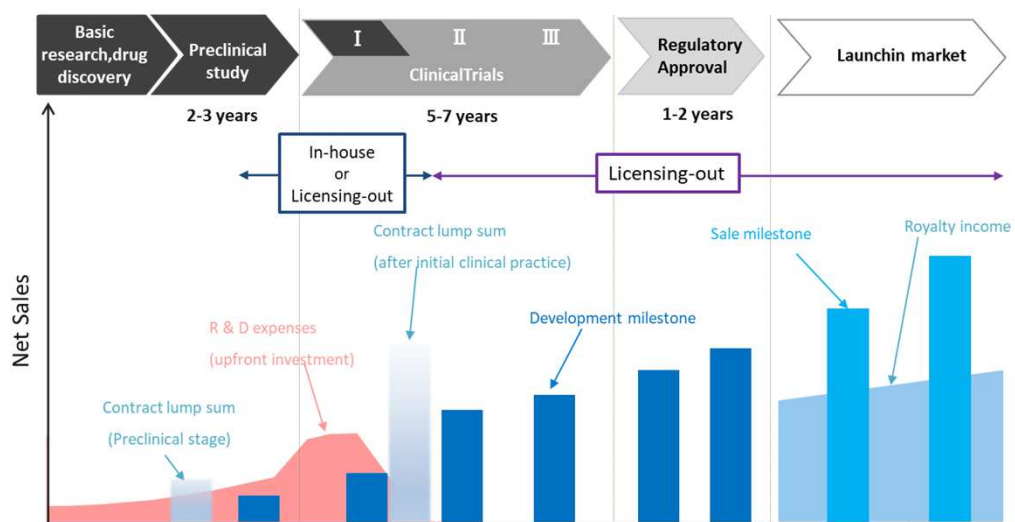 Basic
research,drug
discovery
Preclinical
study
Ⅰ
Ⅱ
Ⅲ
ClinicalTrials
Regulatory
Approval
Launchin market
2-3 years
5-7 years
1-2 years
In-house
or
Licensing-out
Licensing-out
Contract lump sum
(after initial clinical practice)
Sale milestone
Royalty income
Net Sales
R & D expenses
(upfront investment)
Development milestone
Contract lump sum
(Preclinical stage)